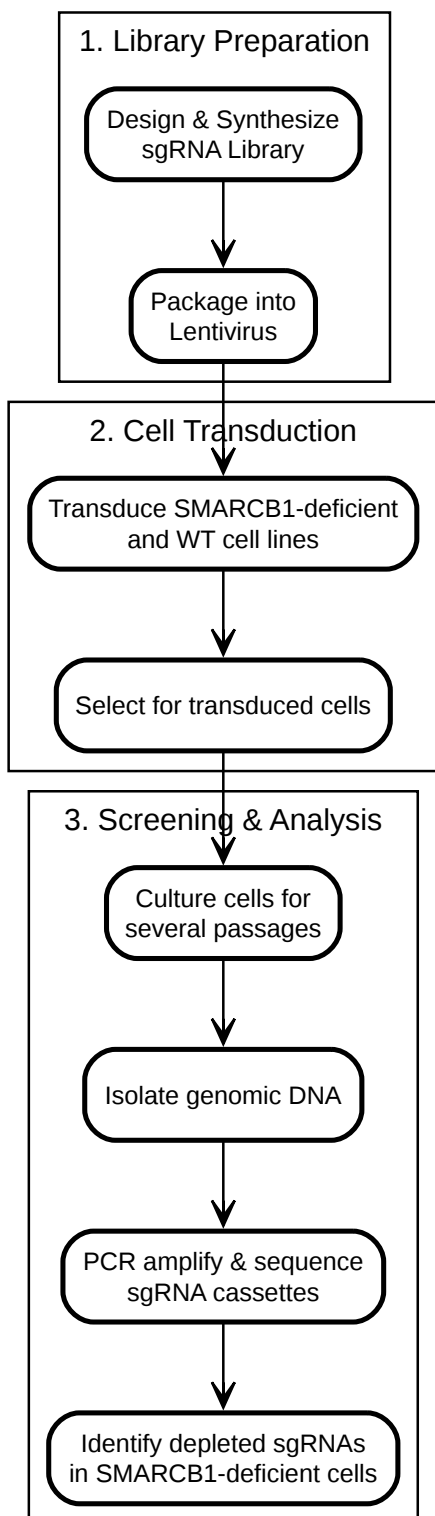 1. Library Preparation
Design & Synthesize
sgRNA Library
Package into
Lentivirus
2. Cell Transduction
Transduce SMARCB1-deficient
and WT cell lines
Select for transduced cells
3. Screening & Analysis
Culture cells for
several passages
Isolate genomic DNA
PCR amplify & sequence
sgRNA cassettes
Identify depleted sgRNAs
in SMARCB1-deficient cells